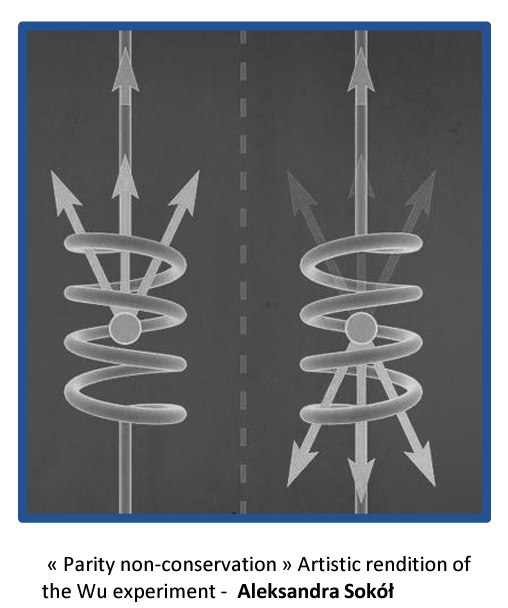 « Parity non-conservation » Artistic rendition of
the Wu experiment - Aleksandra Sokół